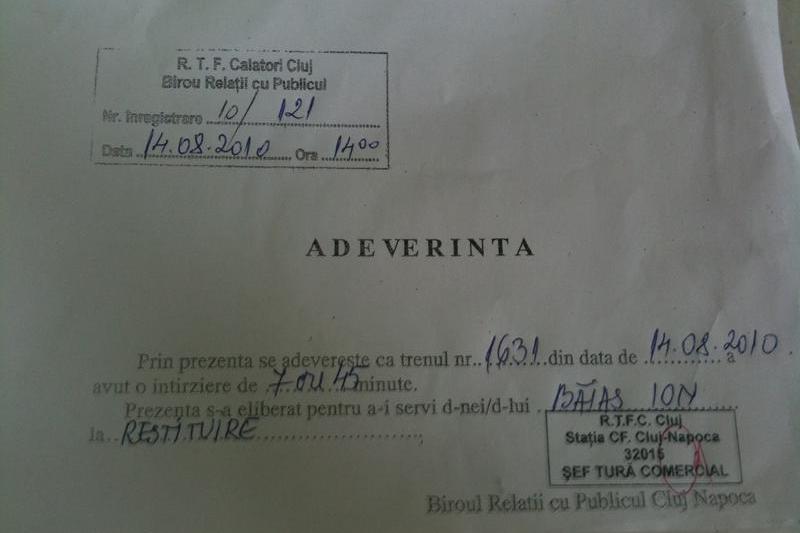 R. T. F. Calatori Cluj
Birou Relații cu Publicul
Nr. înregistrare 10/121
Data 14.08.2010 Ora 14 00
ADEVERINTA
Prin prezenta se adevereste ca trenul nr. 1631 din data de 14.08.2010. a
avut o intirziere de 7 ou 45 minute.
Prezenta s-a eliberat pentru a-i servi d-nei/d-lui BĂIAS ION
la RESTITUIRE,
R.T.F.C. Cluj
Stația CF. Cluj-Napoca
32015
ȘEF TURĂ COMERCIAL
Biroul Relatii cu Publicul Cluj Napoca